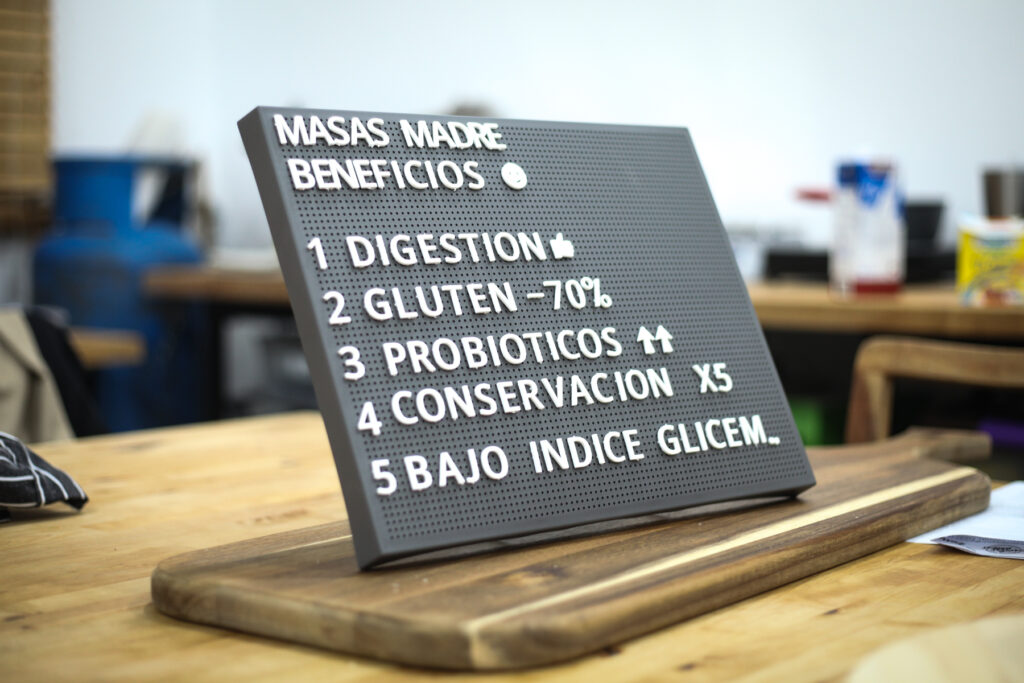 MASAS MADRE
BENEFICIOS
1 DIGESTION
2 GLUTEN -70%
3 PROBIOTICOS
4 CONSERVACION X5
5 BAJO INDICE GLICEM..